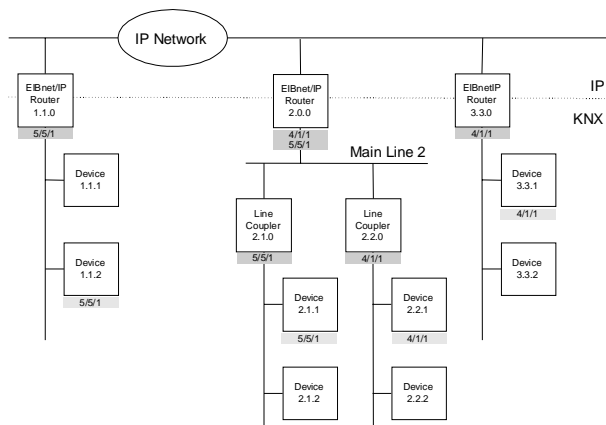 IP Network
EIBnet/IP
Router
1.1.0
5/5/1
EIBnet/IP
Router
2.0.0
4/1/1
5/5/1
EIBnetIP
Router
3.3.0
4/1/1
IP
KNX
Main Line 2
Device
1.1.1
Device
1.1.2
5/5/1
Line
Coupler
2.1.0
5/5/1
Line
Coupler
2.2.0
4/1/1
Device
3.3.1
4/1/1
Device
3.3.2
Device
2.1.1
5/5/1
Device
2.2.1
4/1/1
Device
2.1.2
Device
2.2.2